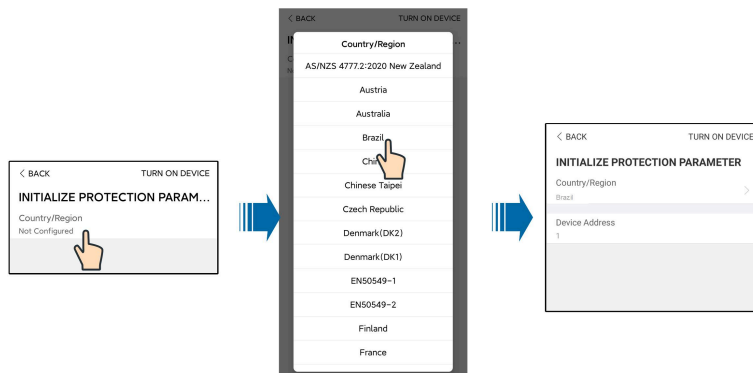 < BACK TURN ON DEVICE
INITIALIZE PROTECTION PARAM...
Country/Region
Not Configured
< BACK TURN ON DEVICE
Country/Region
AS/NZS 4777.2:2020 New Zealand
Austria
Australia
Brazil
Chinese Taipei
Czech Republic
Denmark(DK2)
Denmark(DK1)
EN50549-1
EN50549-2
Finland
France
< BACK TURN ON DEVICE
INITIALIZE PROTECTION PARAMETER
Country/Region
Brazil
Device Address
1